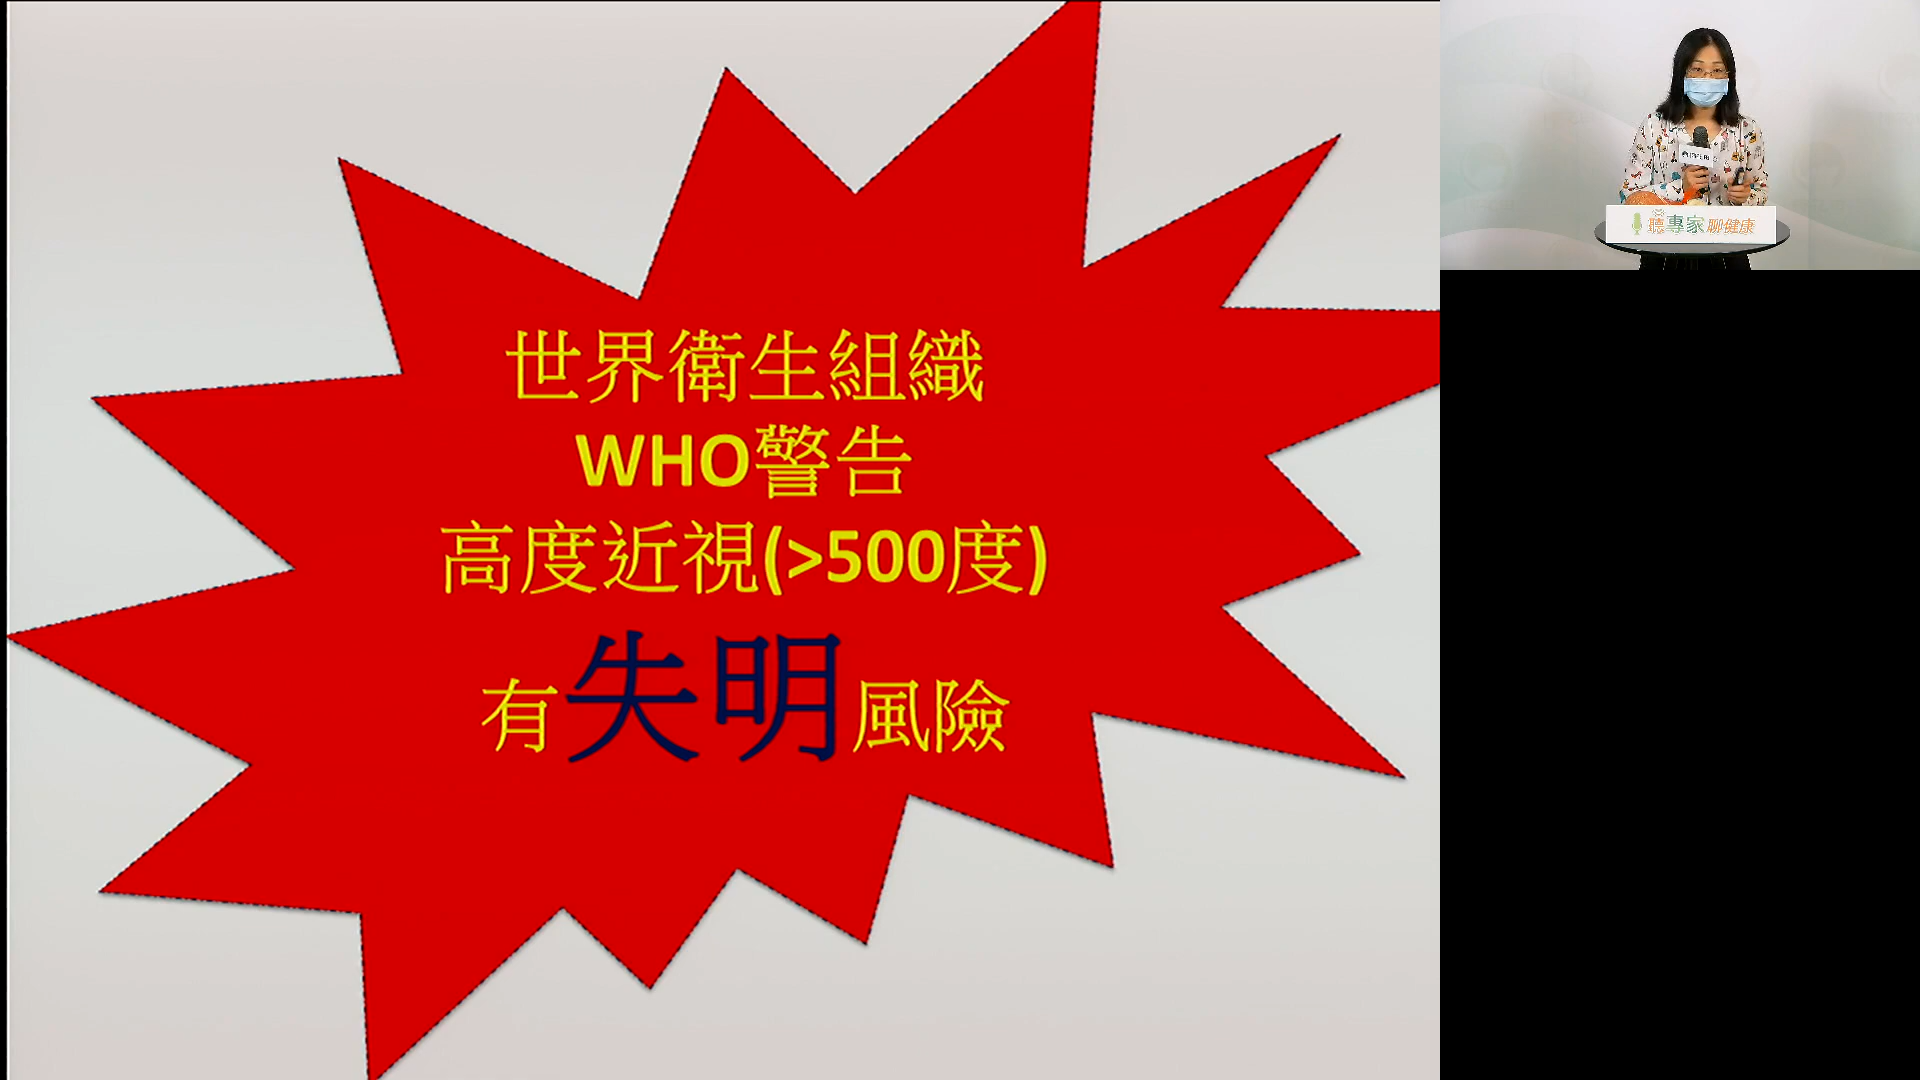 世界衛生組織
WHO警告
高度近視(>500度)
有失明風險
聽專家聊健康